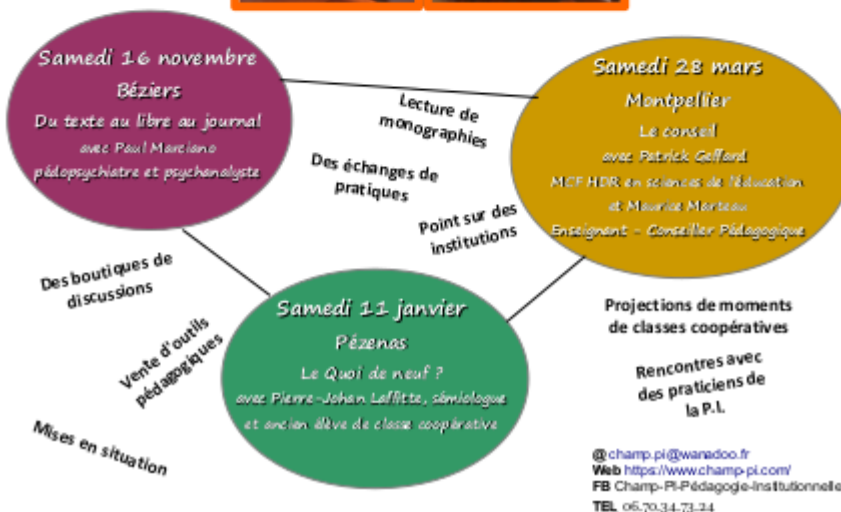 Samedi 16 novembre
Béziers
Du texte au libre au journal
avec Paul Marciano
pédopsychiatre et psychanalyste
Samedi 28 mars
Montpellier
Le conseil
avec Patrick Geffard
MCF HDR en sciences de l'éducation
et Maurice Marteau
Enseignant - Conseiller Pédagogique
Lecture de
monographies
Des échanges de
pratiques
Point sur des
institutions
Des boutiques de
discussions
Vente d'outils
pédagogiques
Mises en situation
Samedi 11 janvier
Pézenas
Le Quoi de neuf ?
avec Pierre-Johan Laffitte, sémiologue
et ancien élève de classe coopérative
Projections de moments
de classes coopératives
Rencontres avec
des praticiens de
la P.I.
@ champ.pi@wanadoo.fr
Web https://www.champ-pi.com/
FB Champ-PI-Pédagogie-Institutionnelle
TEL 06.70.34.73.24